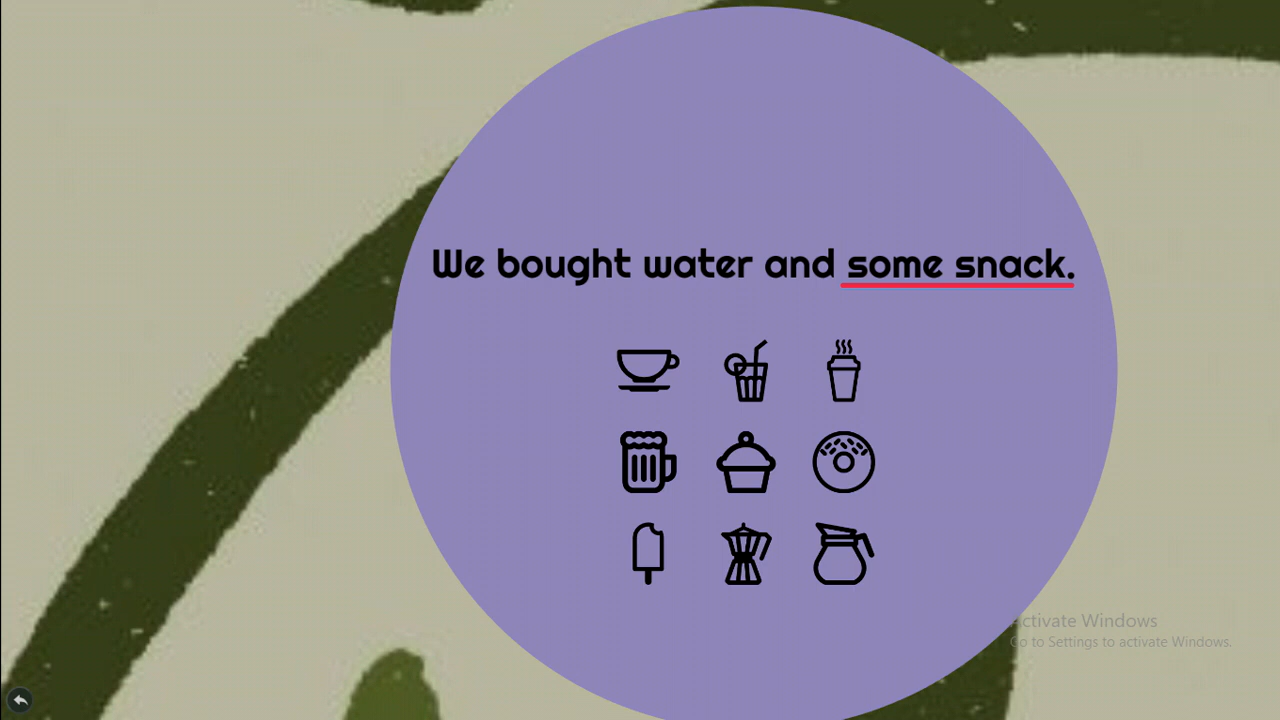 We bought water and some snack.
Activate Windows
Go to Settings to activate Windows.